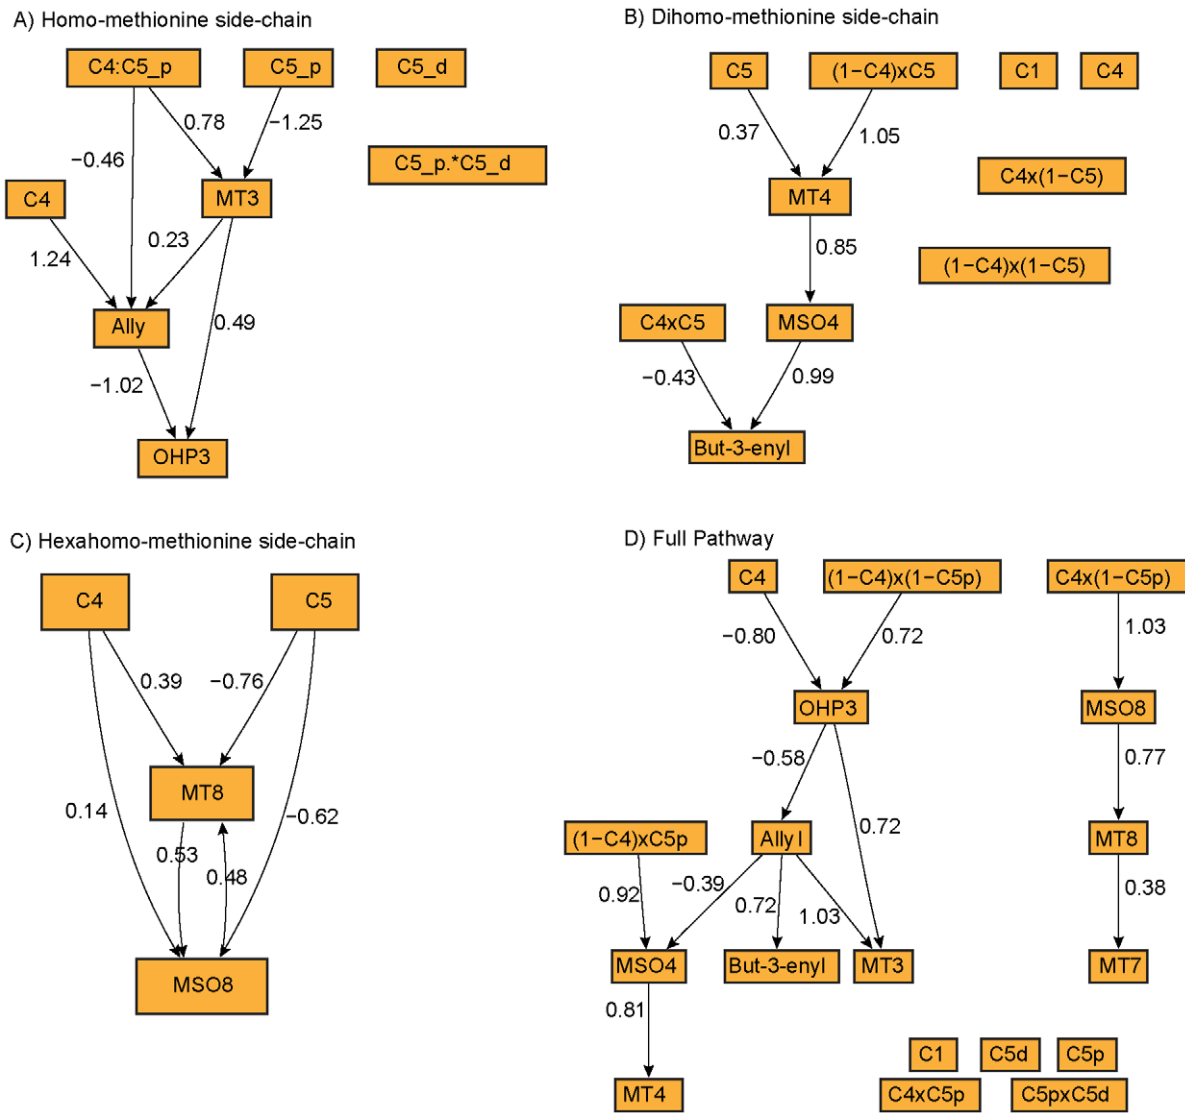 A) Homo-methionine side-chain
C4:C5_p
C5_p
C5_d
0.78
−1.25
−0.46
C5_p.*C5_d
C4
MT3
1.24
0.23
Ally
0.49
−1.02
OHP3
B) Dihomo-methionine side-chain
C5
(1−C4)xC5
C1
C4
0.37
1.05
C4x(1−C5)
MT4
0.85
(1−C4)x(1−C5)
C4xC5
MSO4
−0.43
0.99
But-3-enyl
C) Hexahomo-methionine side-chain
C4
C5
0.39
−0.76
MT8
0.14
−0.62
0.53
0.48
MSO8
D) Full Pathway
C4
(1−C4)x(1−C5p)
C4x(1−C5p)
−0.80
0.72
1.03
OHP3
MSO8
−0.58
0.77
0.72
(1−C4)xC5p
Ally l
MT8
0.92
−0.39
0.72
1.03
0.38
MSO4
But-3-enyl
MT3
MT7
0.81
C1
C5d
C5p
MT4
C4xC5p
C5pxC5d